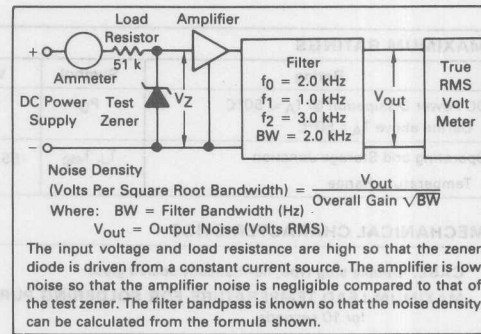 Amplifier
Load
Resistor
51 k
+
Ammeter
DC Power
Supply
Test
Zener
VZ
−
Filter
f0 = 2.0 kHz
f1 = 1.0 kHz
f2 = 3.0 kHz
BW = 2.0 kHz
Vout
True
RMS
Volt
Meter
Noise Density
(Volts Per Square Root Bandwidth) = Vout
Overall Gain √BW
Where: BW = Filter Bandwidth (Hz)
Vout = Output Noise (Volts RMS)
The input voltage and load resistance are high so that the zener
diode is driven from a constant current source. The amplifier is low
noise so that the amplifier noise is negligible compared to that of
the test zener. The filter bandpass is known so that the noise density
can be calculated from the formula shown.